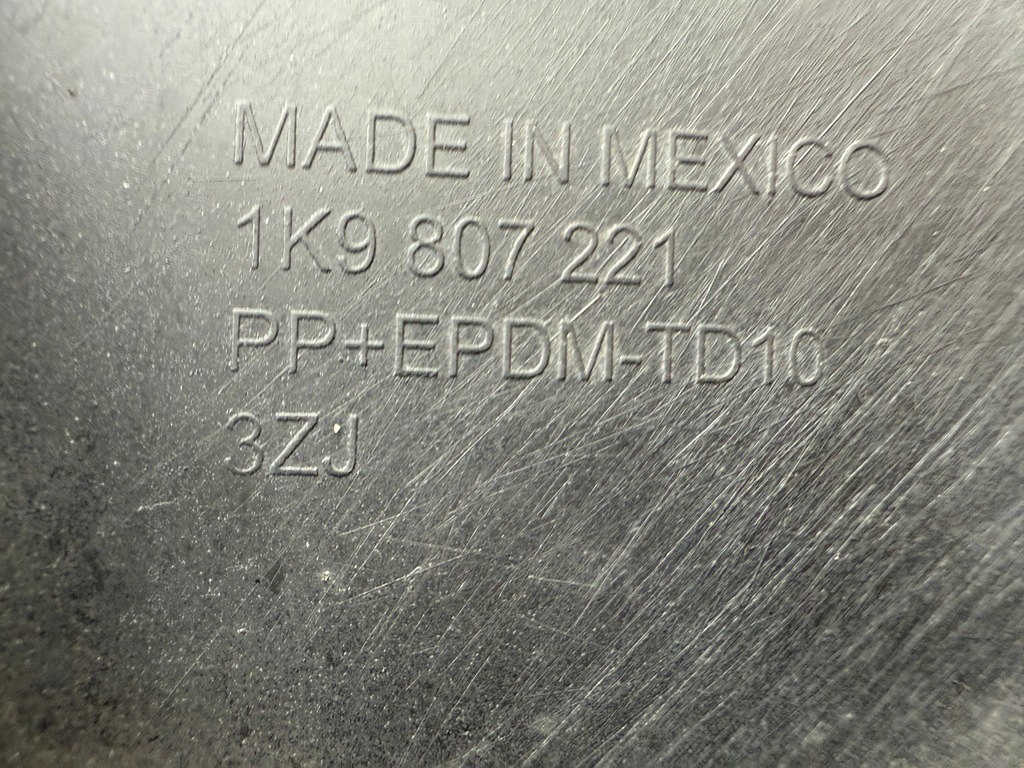 MADE IN MEXICO
1K9 807 221
PP+EPDM-TD10
3ZJ